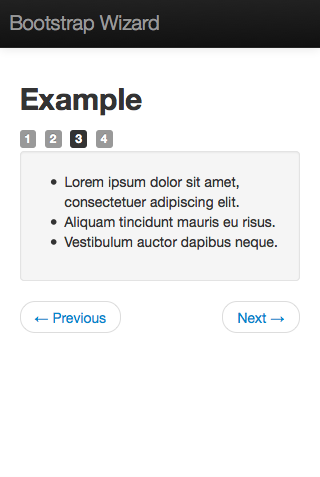 Bootstrap Wizard
Example
1 2 3 4
• Lorem ipsum dolor sit amet,
consectetuer adipiscing elit.
• Aliquam tincidunt mauris eu risus.
• Vestibulum auctor dapibus neque.
← Previous Next →